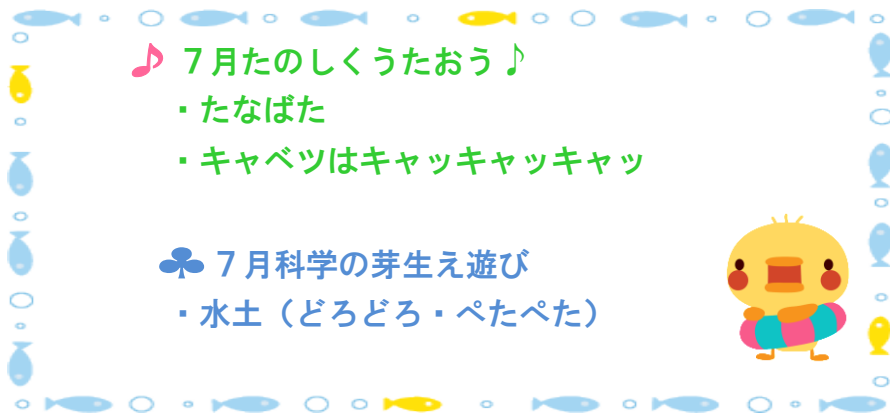 ♪ 7月たのしくうたおう♪
・たなばた
・キャベツはキャッキャッキャッ
♣ 7月科学の芽生え遊び
・水土（どろどろ・ぺたぺた）